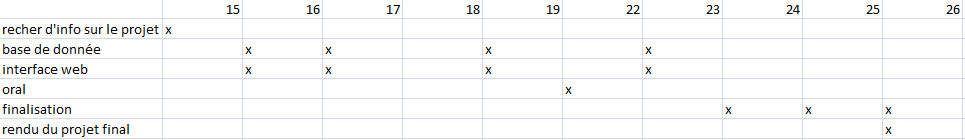 15 16 17 18 19 22 23 24 25 26
recher d'info sur le projet x
base de donnée x x x x
interface web x x x x
oral x
finalisation x x x
rendu du projet final x